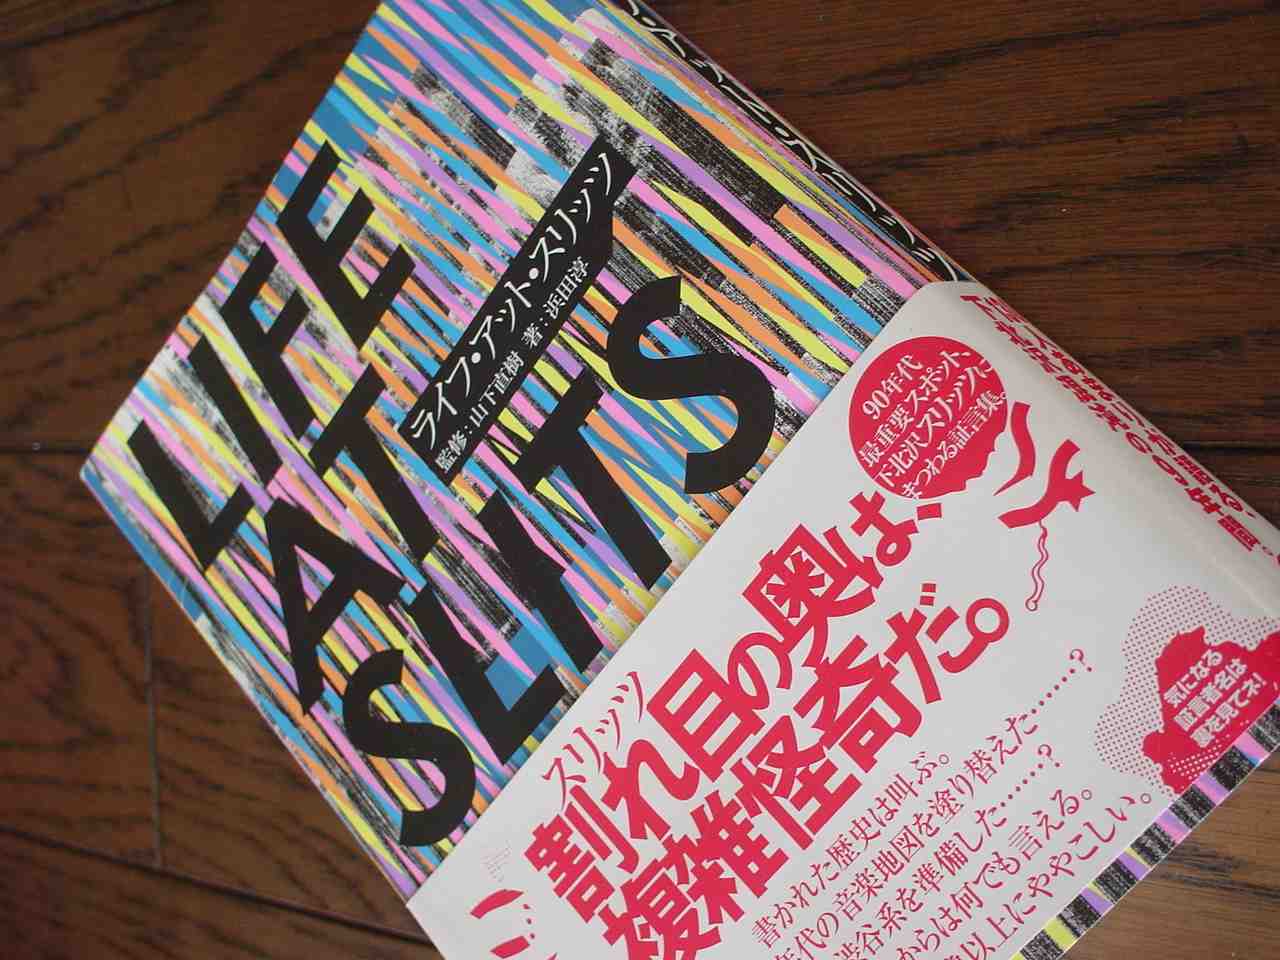 LIFE
AT
SLITS
ライフ・アット・スリッツ
監修：山下直樹 著：浜田淳
90年代
最重要スポット、
下北沢スリッツに
まつわる証言集。
スリッツ
割れ目の奥は、
複雑怪奇だ。
書かれた歴史は叫ぶ。
年代の音楽地図を塗り替えた……？
渋谷系を準備した……？
からは何でも言える。
以上にややこしい。
気になる
証言者名は
裏を見てネ!